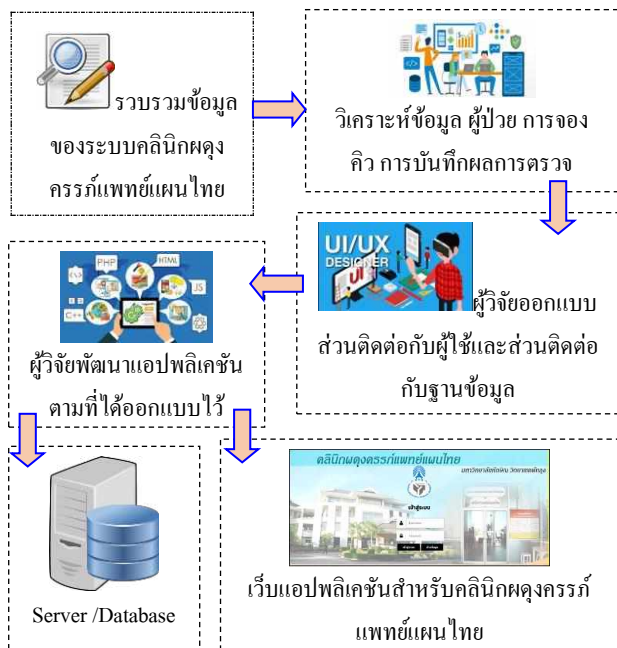 รวบรวมข้อมูล
ของระบบคลินิกผดุง
ครรภ์แพทย์แผนไทย
วิเคราะห์ข้อมูล ผู้ป่วย การจอง
คิว การบันทึกผลการตรวจ
UI/UX
DESIGNER
UI
ผู้วิจัยออกแบบ
ส่วนติดต่อกับผู้ใช้และส่วนติดต่อ
กับฐานข้อมูล
PHP
HTML
JS
C++
ผู้วิจัยพัฒนาแอปพลิเคชัน
ตามที่ได้ออกแบบไว้
Server /Database
คลินิกผดุงครรภ์แพทย์แผนไทย
เข้าสู่ระบบ
เว็บแอปพลิเคชันสำหรับคลินิกผดุงครรภ์
แพทย์แผนไทย